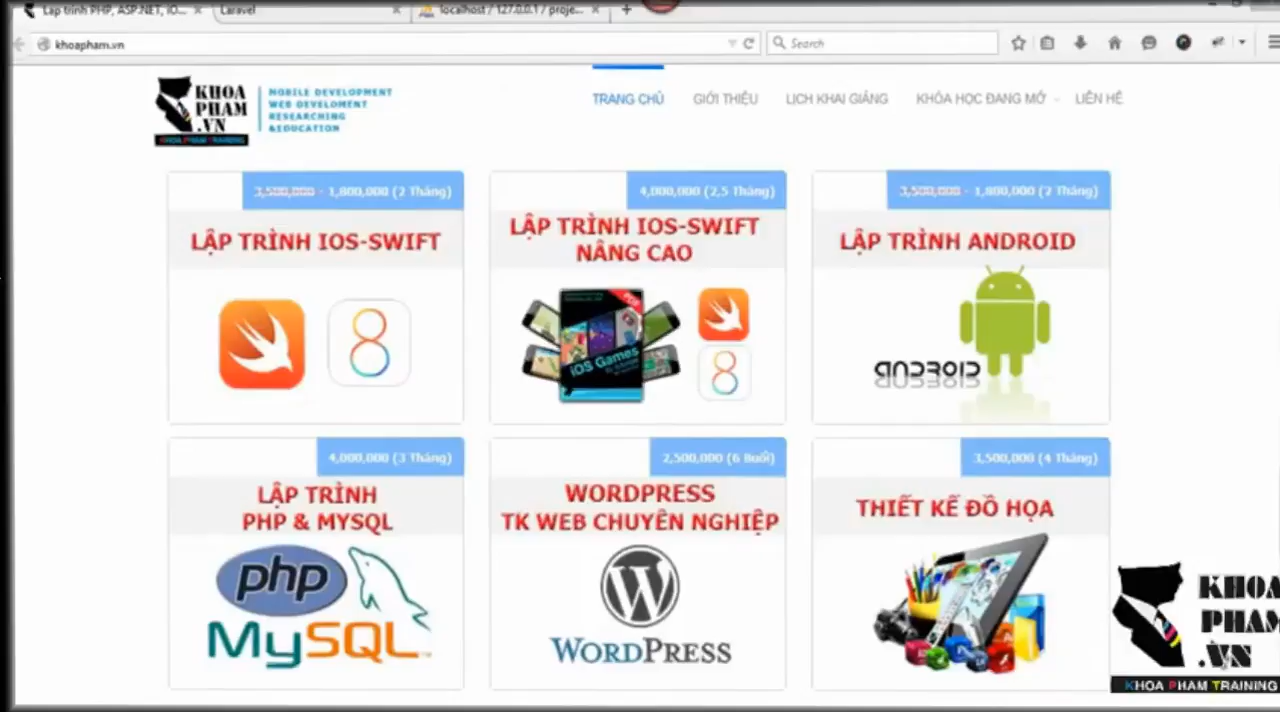 Lap trinh PHP, ASP.NET, iO...
Laravel
localhost / 127.0.0.1 / proje...
khoapham.vn
Search
KHOA
PHAM
.VN
KHOA PHAM TRAINING
MOBILE DEVELOPMENT
WEB DEVELOMENT
RESEARCHING
&EDUCATION
TRANG CHỦ
GIỚI THIỆU
LỊCH KHAI GIẢNG
KHÓA HỌC ĐANG MỞ
LIÊN HỆ
3,500,000 - 1,800,000 (2 Tháng)
LẬP TRÌNH IOS-SWIFT
8
4,000,000 (2,5 Tháng)
LẬP TRÌNH IOS-SWIFT
NÂNG CAO
PDF
iOS Games
8
3,500,000 - 1,800,000 (2 Tháng)
LẬP TRÌNH ANDROID
ANDROID
4,000,000 (3 Tháng)
LẬP TRÌNH
PHP & MYSQL
php
MySQL
2,500,000 (6 Buổi)
WORDPRESS
TK WEB CHUYÊN NGHIỆP
W
WORDPRESS
3,500,000 (4 Tháng)
THIẾT KẾ ĐỒ HỌA
KHOA
PHAM
.VN
KHOA PHAM TRAINING